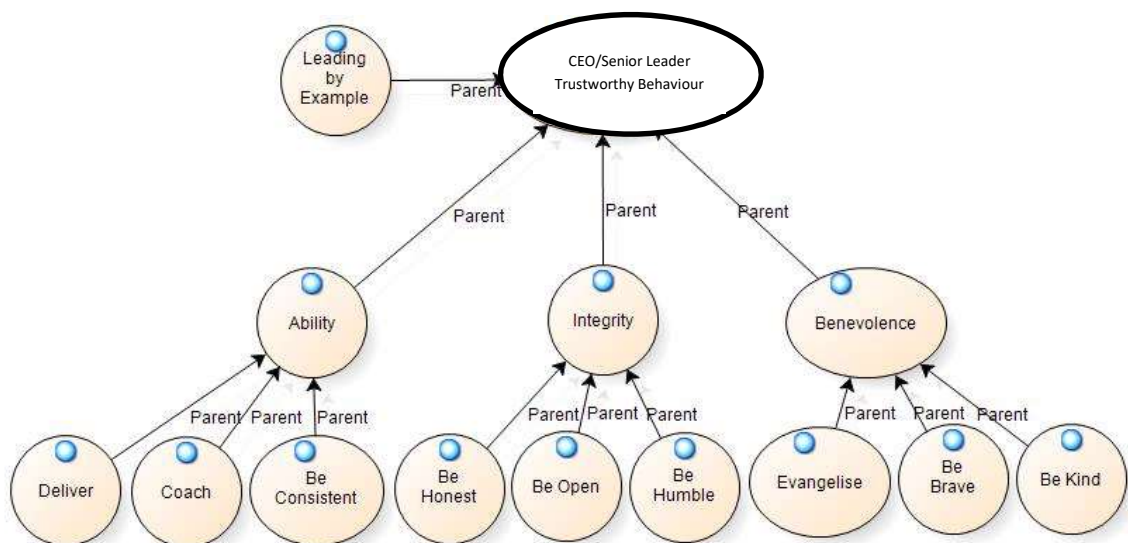 Leading
by
Example
CEO/Senior Leader
Trustworthy Behaviour
Parent
Parent
Parent
Parent
Ability
Integrity
Benevolence
Parent
Parent
Parent
Parent
Parent
Parent
Parent
Parent
Parent
Deliver
Coach
Be
Consistent
Be
Honest
Be Open
Be
Humble
Evangelise
Be
Brave
Be Kind